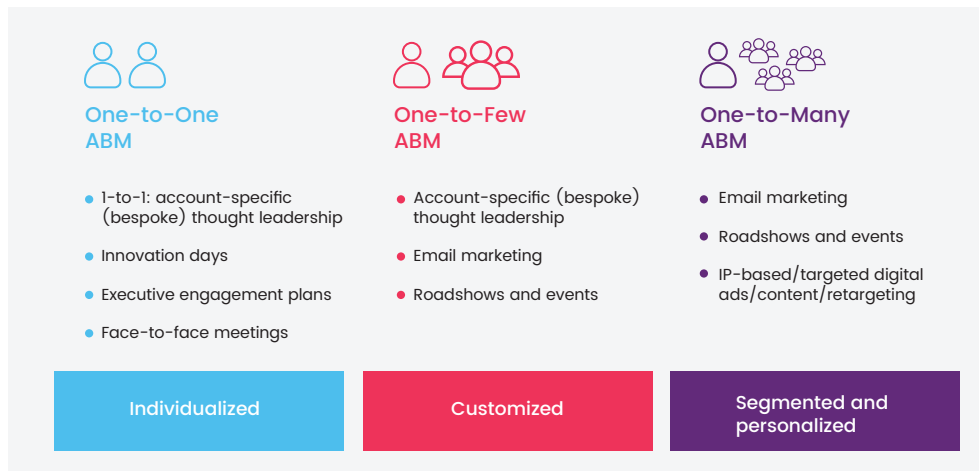 One-to-One
ABM
1-to-1: account-specific
(bespoke) thought leadership
Innovation days
Executive engagement plans
Face-to-face meetings
Individualized
One-to-Few
ABM
Account-specific (bespoke)
thought leadership
Email marketing
Roadshows and events
Customized
One-to-Many
ABM
Email marketing
Roadshows and events
IP-based/targeted digital
ads/content/retargeting
Segmented and
personalized